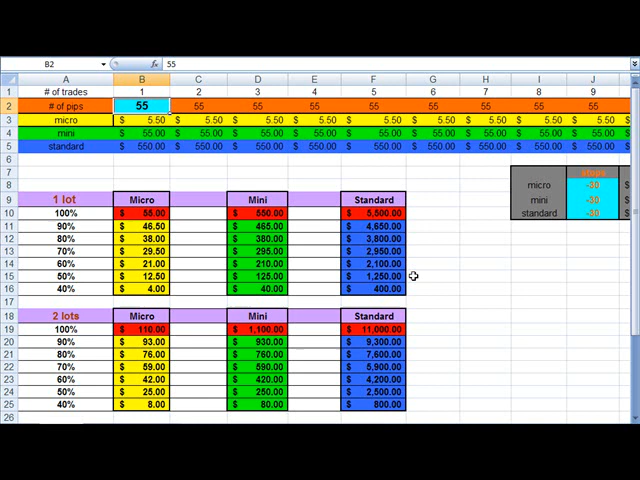 B2 fx 55
A B C D E F G H I J
1 # of trades 1 2 3 4 5 6 7 8 9
2 # of pips 55 55 55 55 55 55 55 55 55
3 micro $ 5.50 $ 5.50 $ 5.50 $ 5.50 $ 5.50 $ 5.50 $ 5.50 $ 5.50 $ 5.50 $
4 mini $ 55.00 $ 55.00 $ 55.00 $ 55.00 $ 55.00 $ 55.00 $ 55.00 $ 55.00 $ 55.00 $
5 standard $ 550.00 $ 550.00 $ 550.00 $ 550.00 $ 550.00 $ 550.00 $ 550.00 $ 550.00 $ 550.00 $
6
7 stops
8 micro -30 $
9 1 lot Micro Mini Standard mini -30 $
10 100% $ 55.00 $ 550.00 $ 5,500.00 standard -30 $
11 90% $ 46.50 $ 465.00 $ 4,650.00
12 80% $ 38.00 $ 380.00 $ 3,800.00
13 70% $ 29.50 $ 295.00 $ 2,950.00
14 60% $ 21.00 $ 210.00 $ 2,100.00
15 50% $ 12.50 $ 125.00 $ 1,250.00
16 40% $ 4.00 $ 40.00 $ 400.00
17
18 2 lots Micro Mini Standard
19 100% $ 110.00 $ 1,100.00 $ 11,000.00
20 90% $ 93.00 $ 930.00 $ 9,300.00
21 80% $ 76.00 $ 760.00 $ 7,600.00
22 70% $ 59.00 $ 590.00 $ 5,900.00
23 60% $ 42.00 $ 420.00 $ 4,200.00
24 50% $ 25.00 $ 250.00 $ 2,500.00
25 40% $ 8.00 $ 80.00 $ 800.00
26